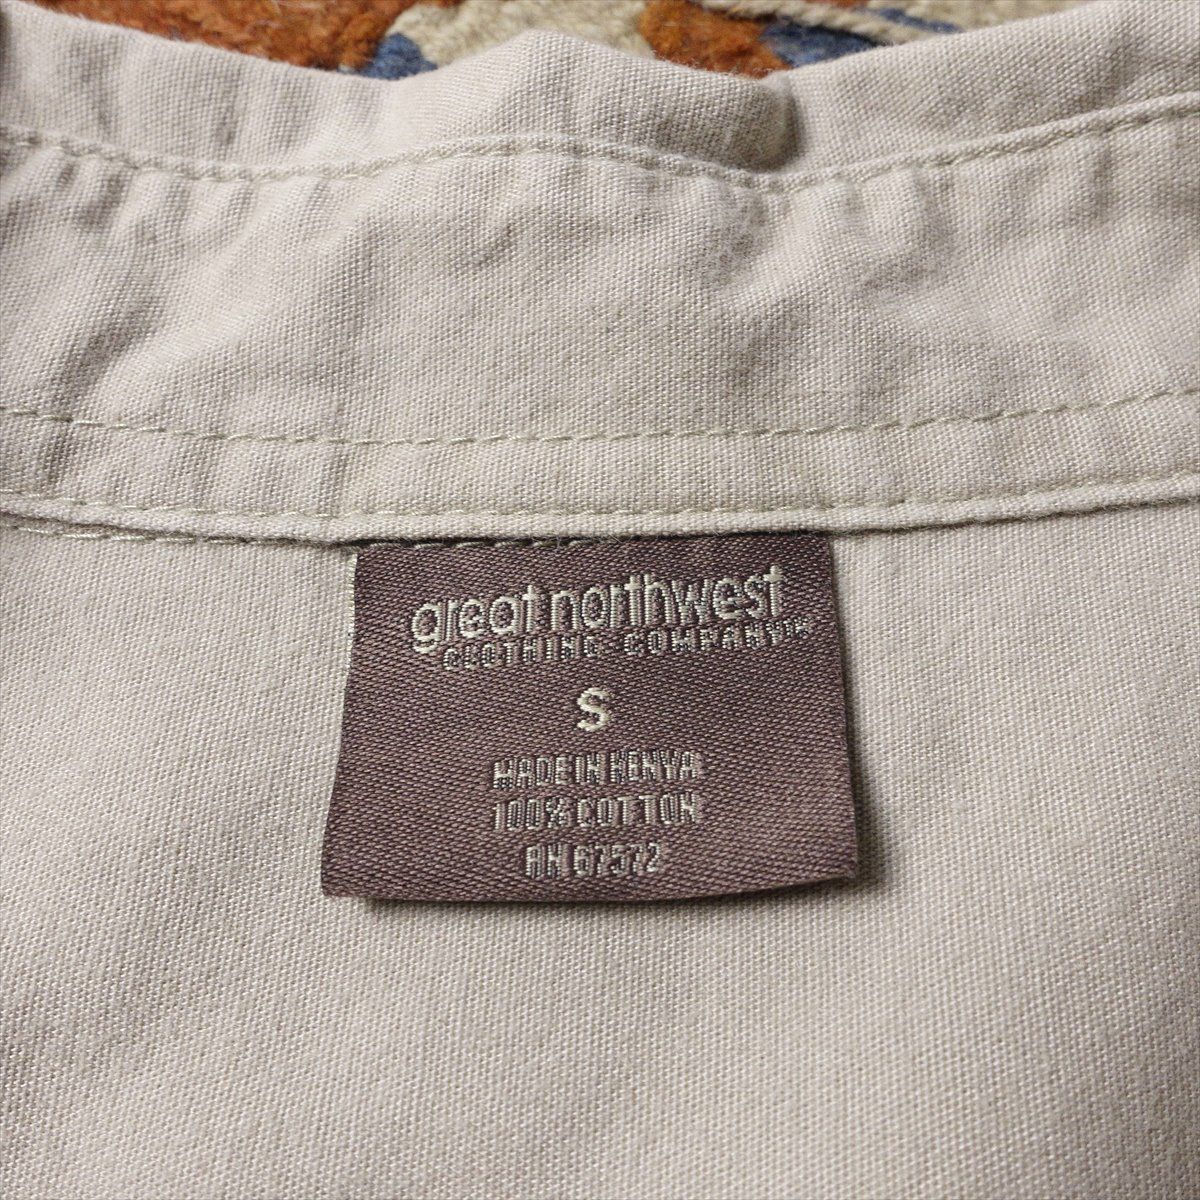 great northwest
CLOTHING COMPANY™
S
MADE IN KENYA
100% COTTON
RN 67572